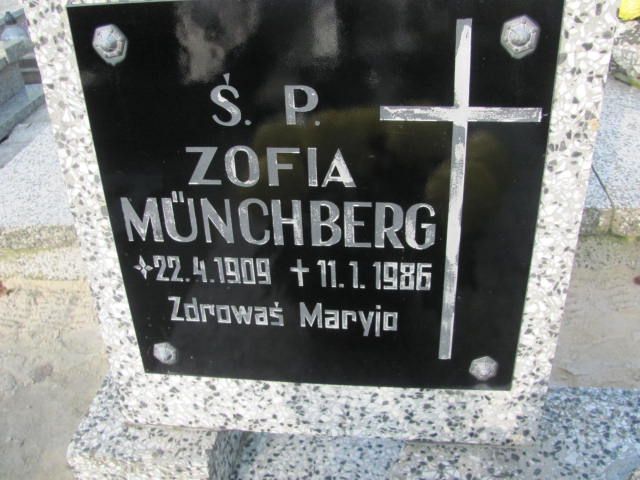 Ś. P.
ZOFIA
MÜNCHBERG
22.4.1909 † 11.1.1986
Zdrowaś Maryjo